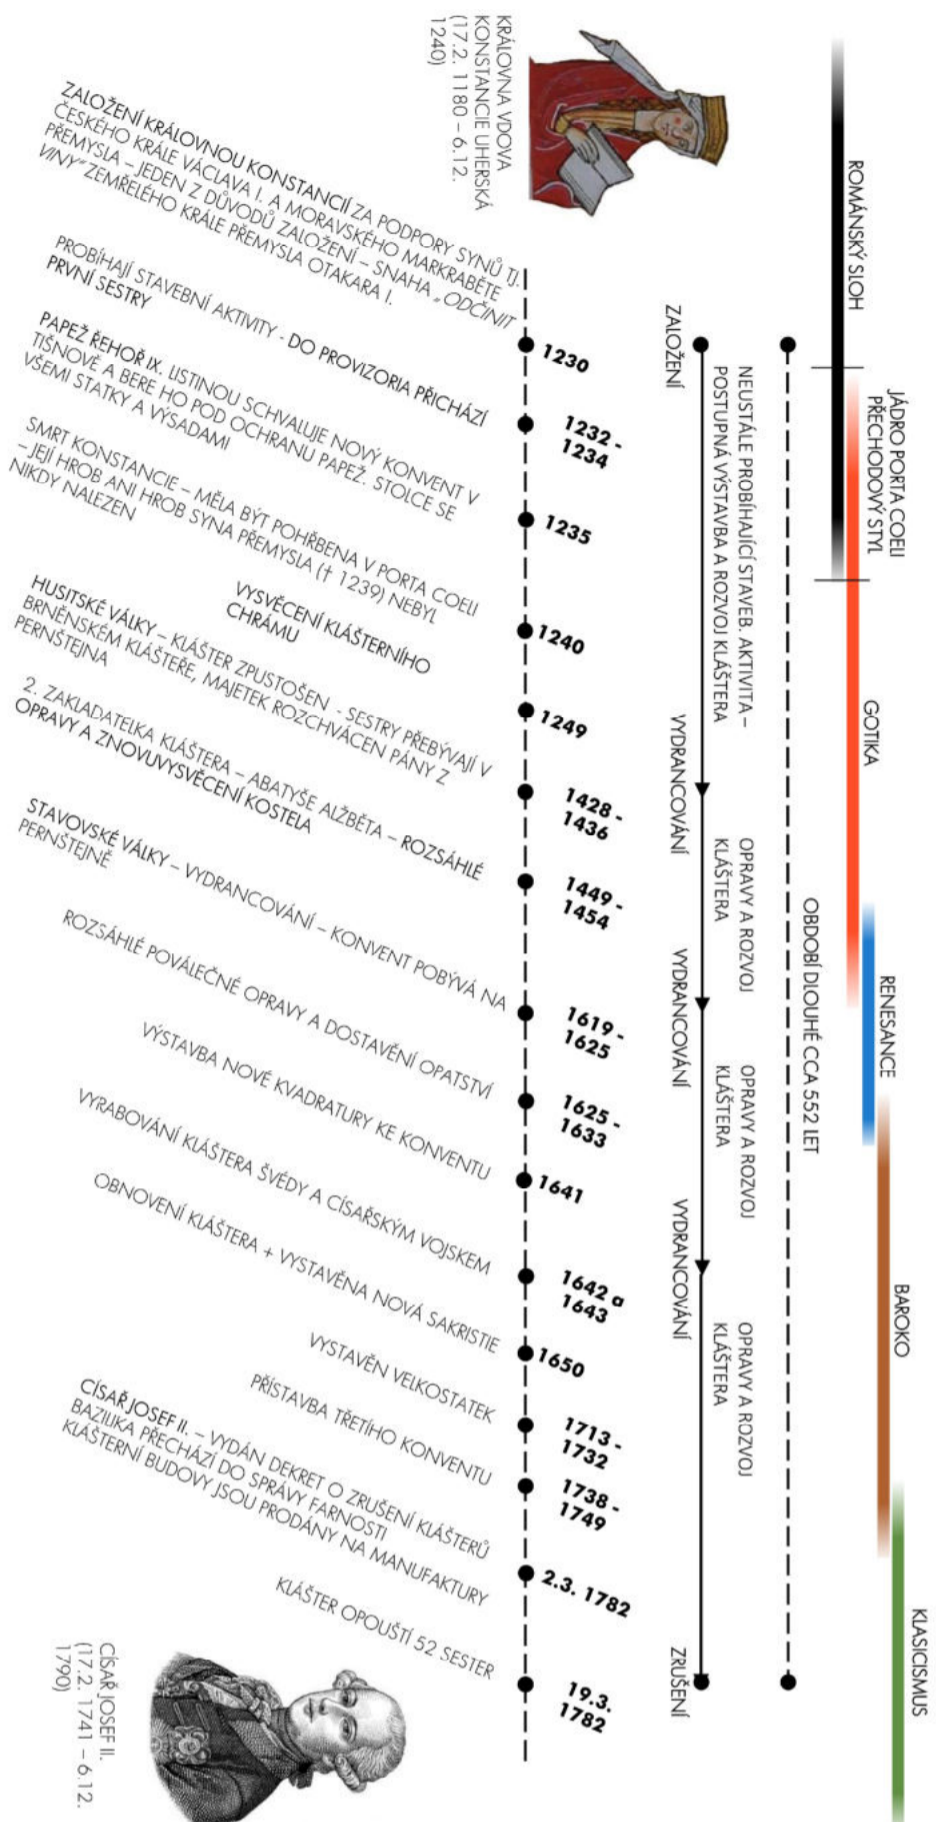 ROMÁNSKÝ SLOH
JÁDRO PORTA COELI
PŘECHODOVÝ STYL
GOTIKA
RENESANCE
BAROKO
KLASICISMUS
OBDOBÍ DLOUHÉ CCA 552 LET
NEUSTÁLE PROBÍHAJÍCÍ STAVEB. AKTIVITA –
POSTUPNÁ VÝSTAVBA A ROZVOJ KLÁŠTERA
OPRAVY A ROZVOJ
KLÁŠTERA
OPRAVY A ROZVOJ
KLÁŠTERA
OPRAVY A ROZVOJ
KLÁŠTERA
ZALOŽENÍ
VYDRANCOVÁNÍ
VYDRANCOVÁNÍ
VYDRANCOVÁNÍ
ZRUŠENÍ
KRÁLOVNA VDOVA
KONSTANCIE UHERSKÁ
(17.2. 1180 – 6.12.
1240)
1230
ZALOŽENÍ KRÁLOVNOU KONSTANCIÍ ZA PODPORY SYNŮ TJ.
ČESKÉHO KRÁLE VÁCLAVA I. A MORAVSKÉHO MARKRABĚTE
PŘEMYSLA – JEDEN Z DŮVODŮ ZALOŽENÍ – SNAHA „ODČINIT
VINY“ ZEMŘELÉHO KRÁLE PŘEMYSLA OTAKARA I.
1232 -
1234
PROBÍHAJÍ STAVEBNÍ AKTIVITY - DO PROVIZORIA PŘICHÁZÍ
PRVNÍ SESTRY
1235
PAPEŽ ŘEHOŘ IX. LISTINOU SCHVALUJE NOVÝ KONVENT V
TIŠNOVĚ A BERE HO POD OCHRANU PAPEŽ. STOLCE SE
VŠEMI STATKY A VÝSADAMI
1240
SMRT KONSTANCIE – MĚLA BÝT POHŘBENA V PORTA COELI
– JEJÍ HROB ANI HROB SYNA PŘEMYSLA († 1239) NEBYL
NIKDY NALEZEN
1249
VYSVĚCENÍ KLÁŠTERNÍHO
CHRÁMU
1428 -
1436
HUSITSKÉ VÁLKY – KLÁŠTER ZPUSTOŠEN - SESTRY PŘEBÝVAJÍ V
BRNĚNSKÉM KLÁŠTEŘE, MAJETEK ROZCHVÁCEN PÁNY Z
PERNŠTEJNA
1449 -
1454
2. ZAKLADATELKA KLÁŠTERA – ABATYŠE ALŽBĚTA – ROZSÁHLÉ
OPRAVY A ZNOVUVYSVĚCENÍ KOSTELA
1619 -
1625
STAVOVSKÉ VÁLKY – VYDRANCOVÁNÍ – KONVENT POBÝVÁ NA
PERNŠTEJNĚ
1625 -
1633
ROZSÁHLÉ POVÁLEČNÉ OPRAVY A DOSTAVĚNÍ OPATSTVÍ
1641
VÝSTAVBA NOVÉ KVADRATURY KE KONVENTU
1642 a
1643
VYRABOVÁNÍ KLÁŠTERA ŠVÉDY A CÍSAŘSKÝM VOJSKEM
1650
OBNOVENÍ KLÁŠTERA + VYSTAVĚNA NOVÁ SAKRISTIE
1713 -
1732
VYSTAVĚN VELKOSTATEK
1738 -
1749
PŘÍSTAVBA TŘETÍHO KONVENTU
2.3. 1782
CÍSAŘ JOSEF II. – VYDÁN DEKRET O ZRUŠENÍ KLÁŠTERŮ
BAZILIKA PŘECHÁZÍ DO SPRÁVY FARNOSTI
KLÁŠTERNÍ BUDOVY JSOU PRODÁNY NA MANUFAKTURY
19.3.
1782
KLÁŠTER OPOUŠTÍ 52 SESTER
CÍSAŘ JOSEF II.
(17.2. 1741 – 6.12.
1790)